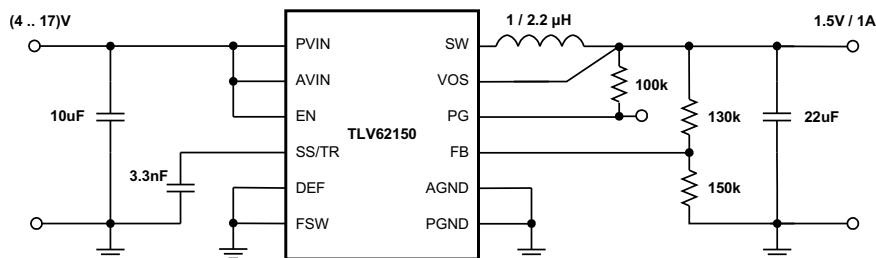 (4 .. 17)V
1 / 2.2 µH
1.5V / 1A
PVIN
SW
AVIN
VOS
100k
10uF
EN
PG
130k
22uF
TLV62150
SS/TR
FB
3.3nF
150k
DEF
AGND
FSW
PGND